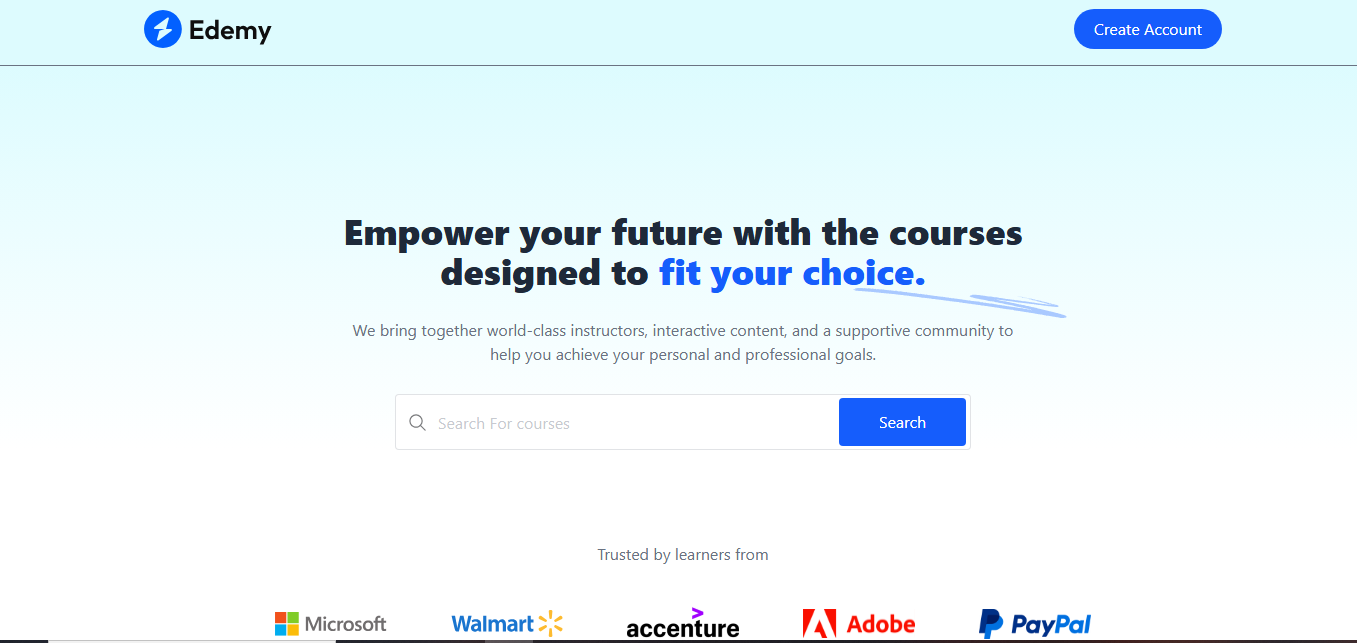 Edemy
Create Account
Empower your future with the courses
designed to fit your choice.
We bring together world-class instructors, interactive content, and a supportive community to
help you achieve your personal and professional goals.
Search For courses
Search
Trusted by learners from
Microsoft
Walmart
accenture
Adobe
PayPal